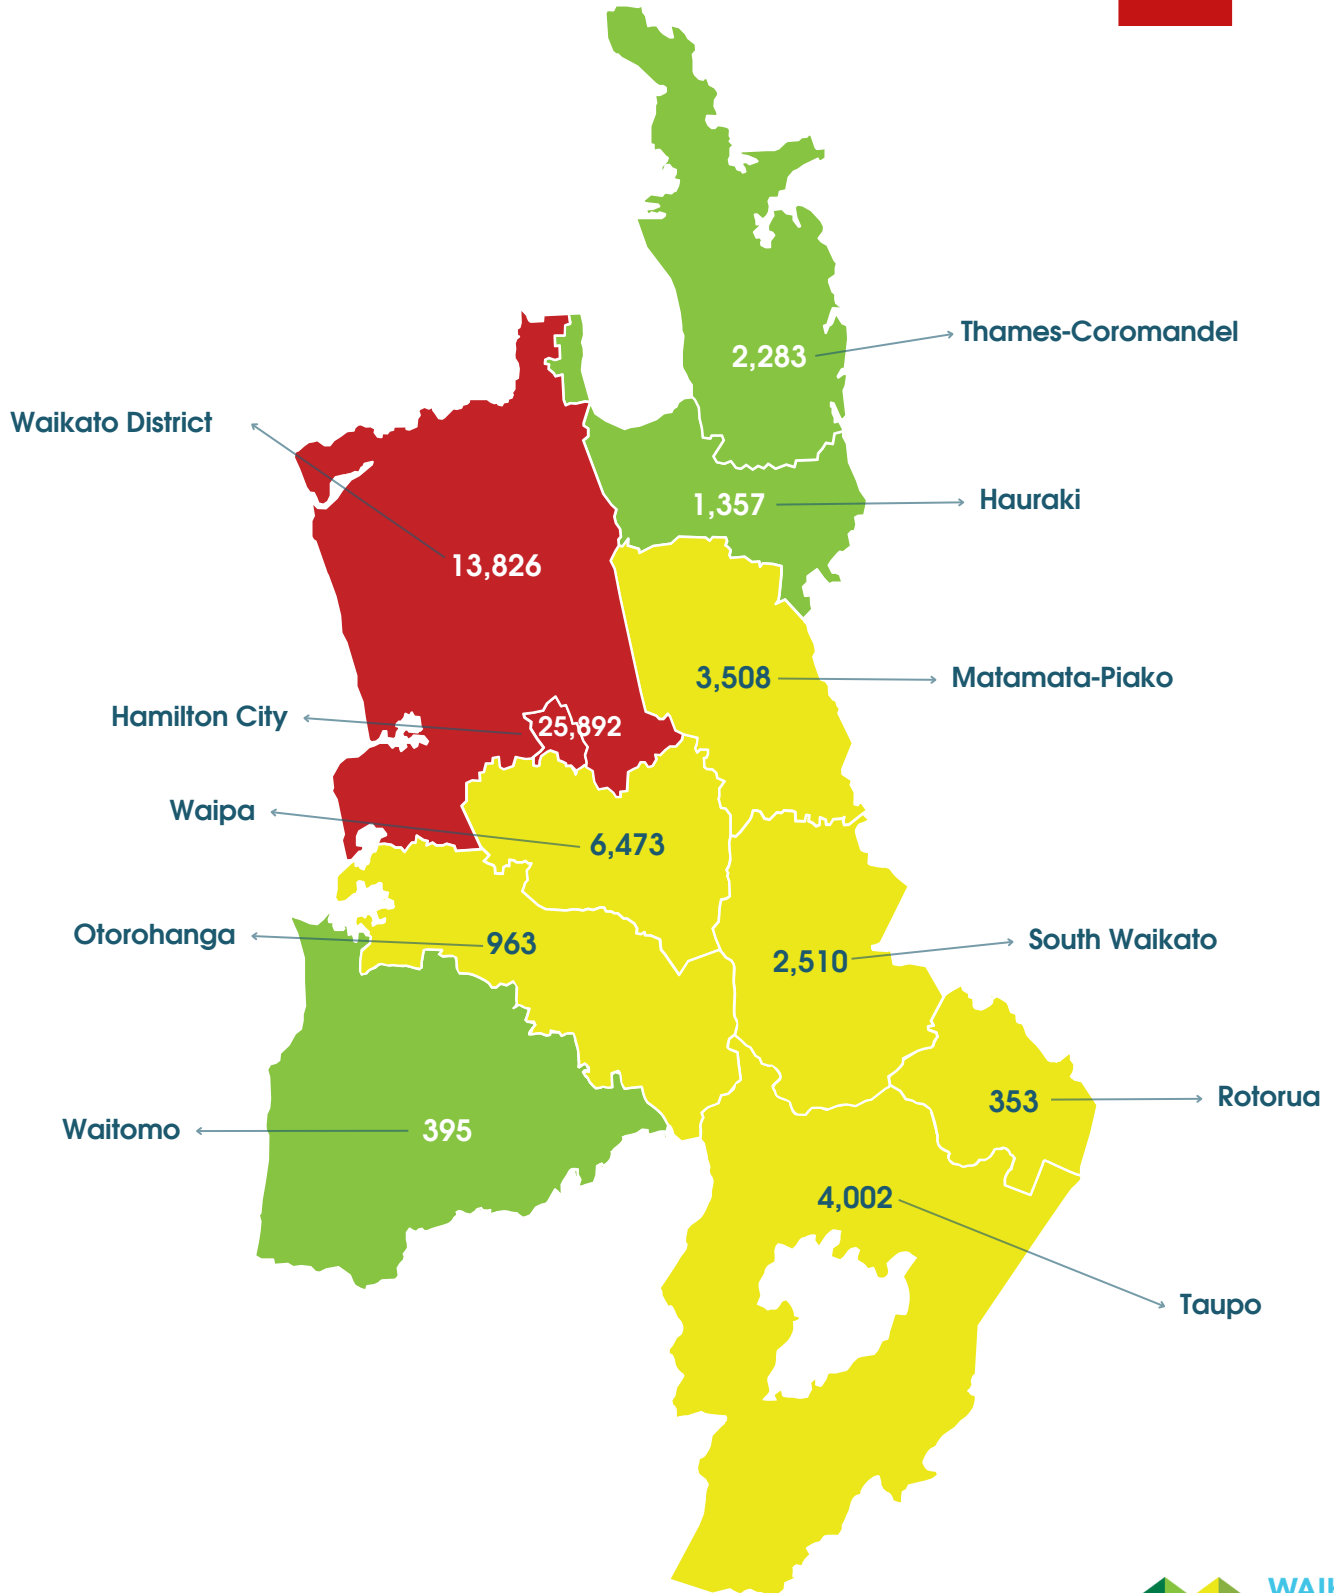 Thames-Coromandel
2,283
Waikato District
Hauraki
1,357
13,826
Matamata-Piako
3,508
Hamilton City
25,892
Waipa
6,473
Otorohanga
963
South Waikato
2,510
Rotorua
353
Waitomo
395
4,002
Taupo